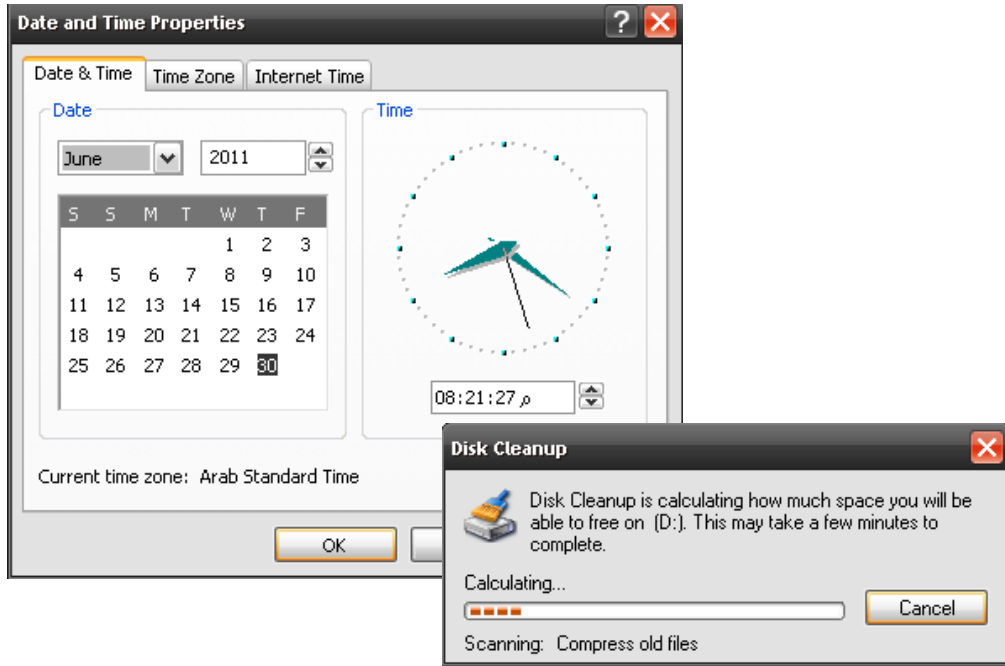 Date and Time Properties
Date & Time Time Zone Internet Time
Date
June 2011
S S M T W T F
1 2 3
4 5 6 7 8 9 10
11 12 13 14 15 16 17
18 19 20 21 22 23 24
25 26 27 28 29 30
Time
08:21:27 م
Current time zone: Arab Standard Time
OK
Disk Cleanup
Disk Cleanup is calculating how much space you will be
able to free on (D:). This may take a few minutes to
complete.
Calculating...
Cancel
Scanning: Compress old files